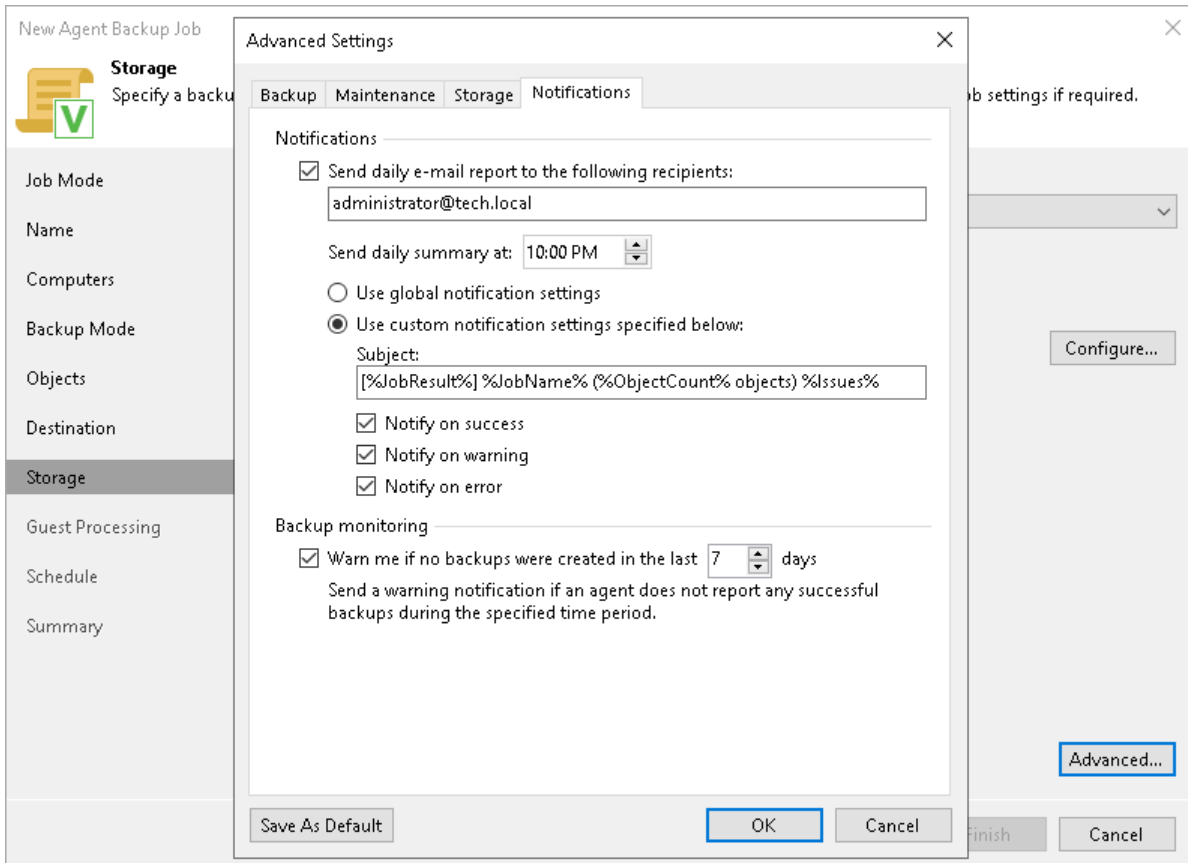 New Agent Backup Job
Storage
Specify a backu
ob settings if required.
Job Mode
Name
Computers
Backup Mode
Objects
Destination
Storage
Guest Processing
Schedule
Summary
Advanced Settings
Backup Maintenance Storage Notifications
Notifications
Send daily e-mail report to the following recipients:
administrator@tech.local
Send daily summary at: 10:00 PM
Use global notification settings
Use custom notification settings specified below:
Subject:
[%JobResult%] %JobName% (%ObjectCount% objects) %Issues%
Notify on success
Notify on warning
Notify on error
Backup monitoring
Warn me if no backups were created in the last 7 days
Send a warning notification if an agent does not report any successful
backups during the specified time period.
Save As Default OK Cancel
Configure...
Advanced...
Finish Cancel